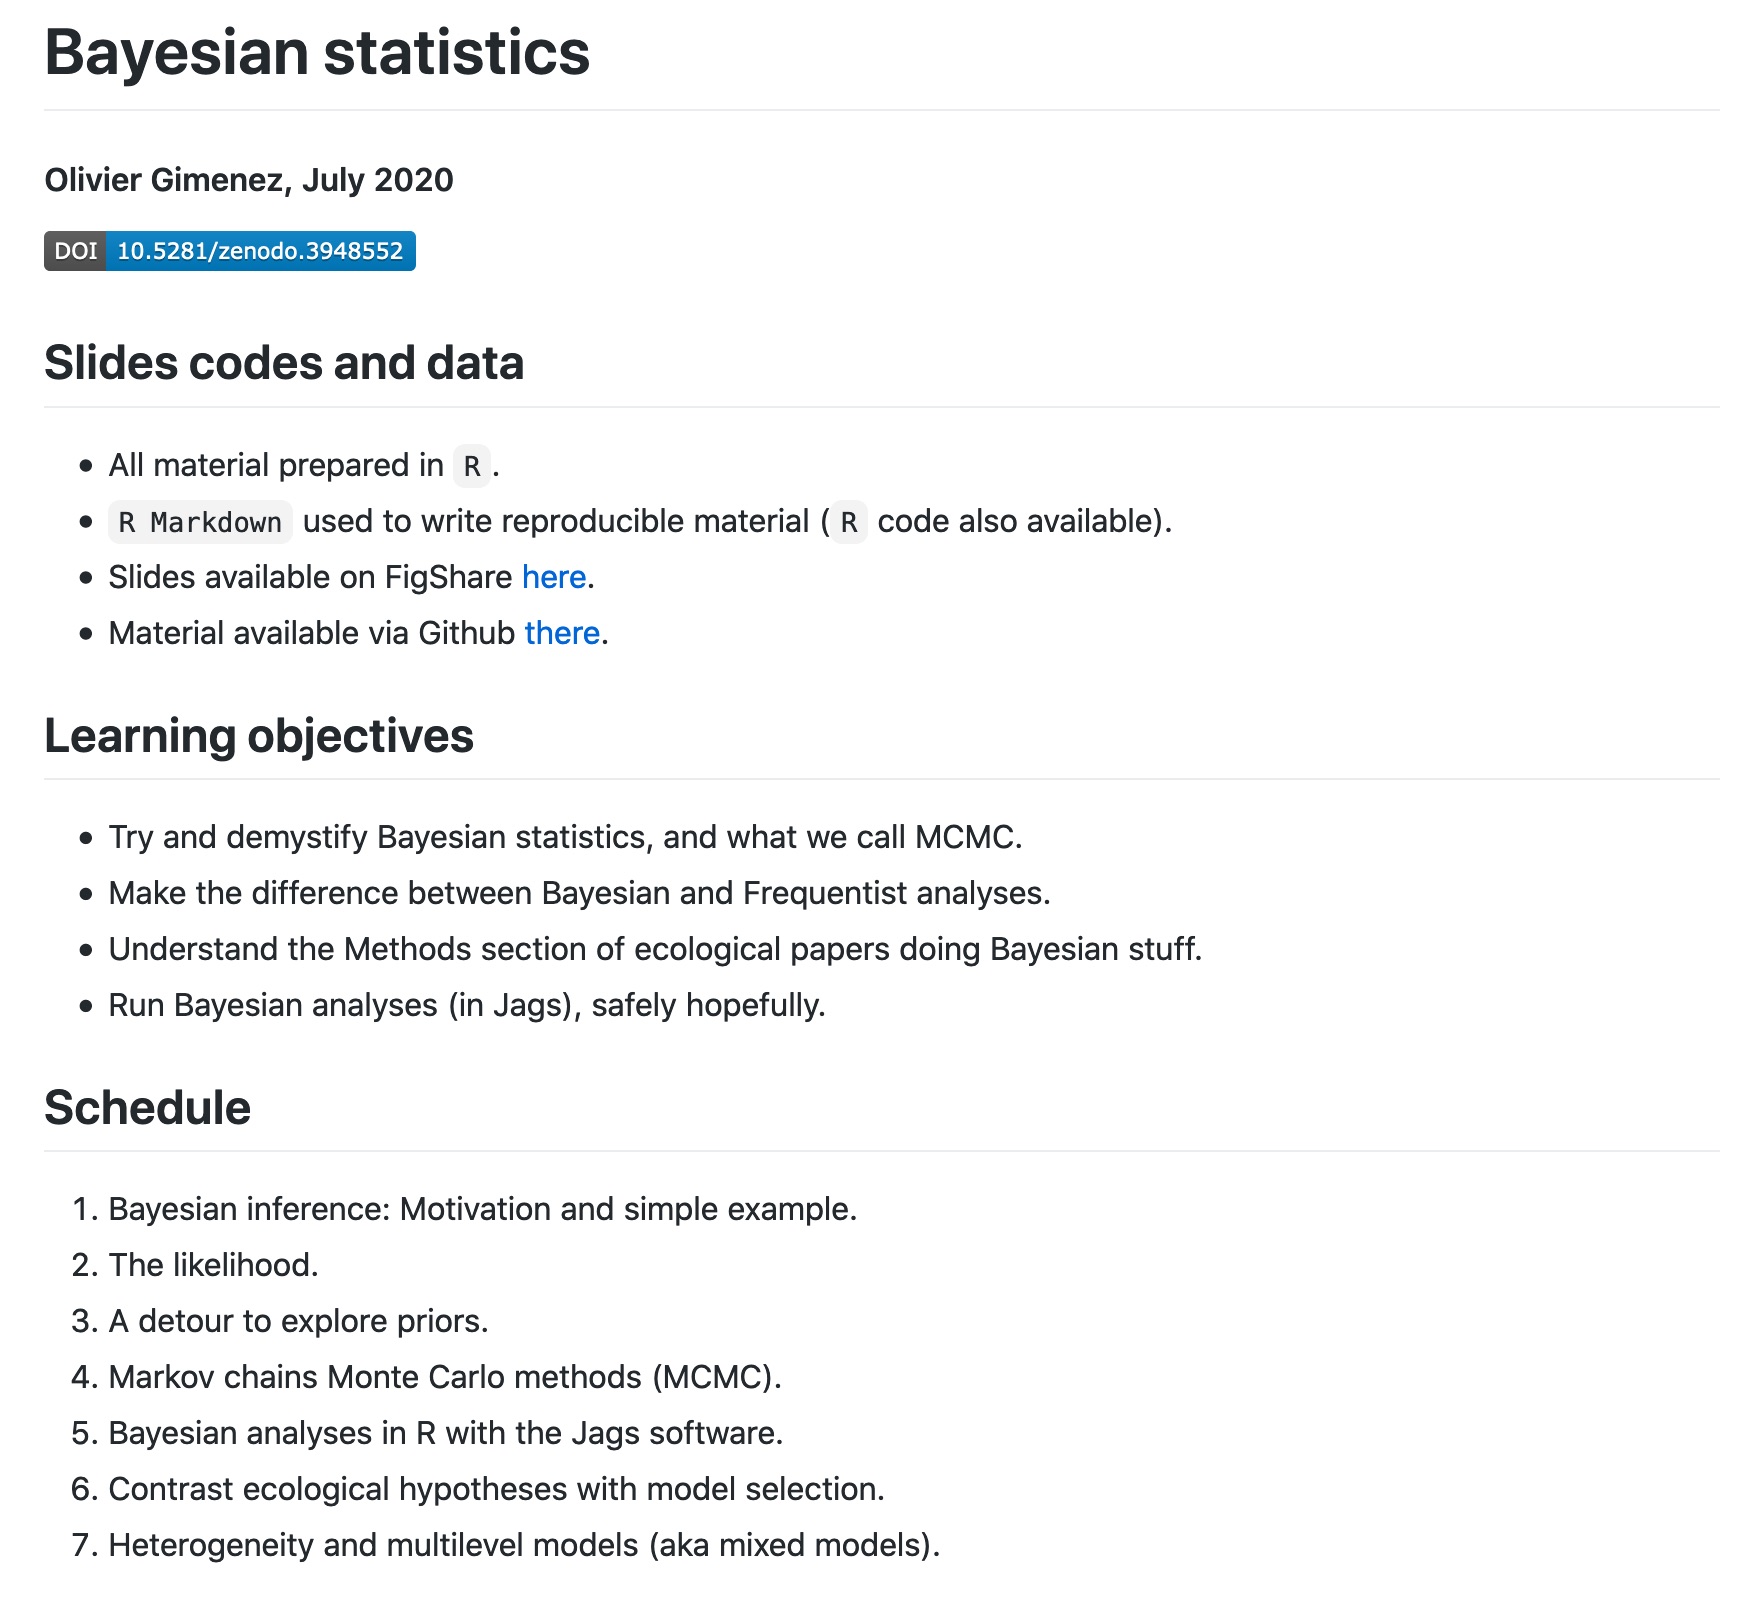 Bayesian statistics
Olivier Gimenez, July 2020
DOI 10.5281/zenodo.3948552
Slides codes and data
• All material prepared in R.
• R Markdown used to write reproducible material (R code also available).
• Slides available on FigShare here.
• Material available via Github there.
Learning objectives
• Try and demystify Bayesian statistics, and what we call MCMC.
• Make the difference between Bayesian and Frequentist analyses.
• Understand the Methods section of ecological papers doing Bayesian stuff.
• Run Bayesian analyses (in Jags), safely hopefully.
Schedule
1. Bayesian inference: Motivation and simple example.
2. The likelihood.
3. A detour to explore priors.
4. Markov chains Monte Carlo methods (MCMC).
5. Bayesian analyses in R with the Jags software.
6. Contrast ecological hypotheses with model selection.
7. Heterogeneity and multilevel models (aka mixed models).